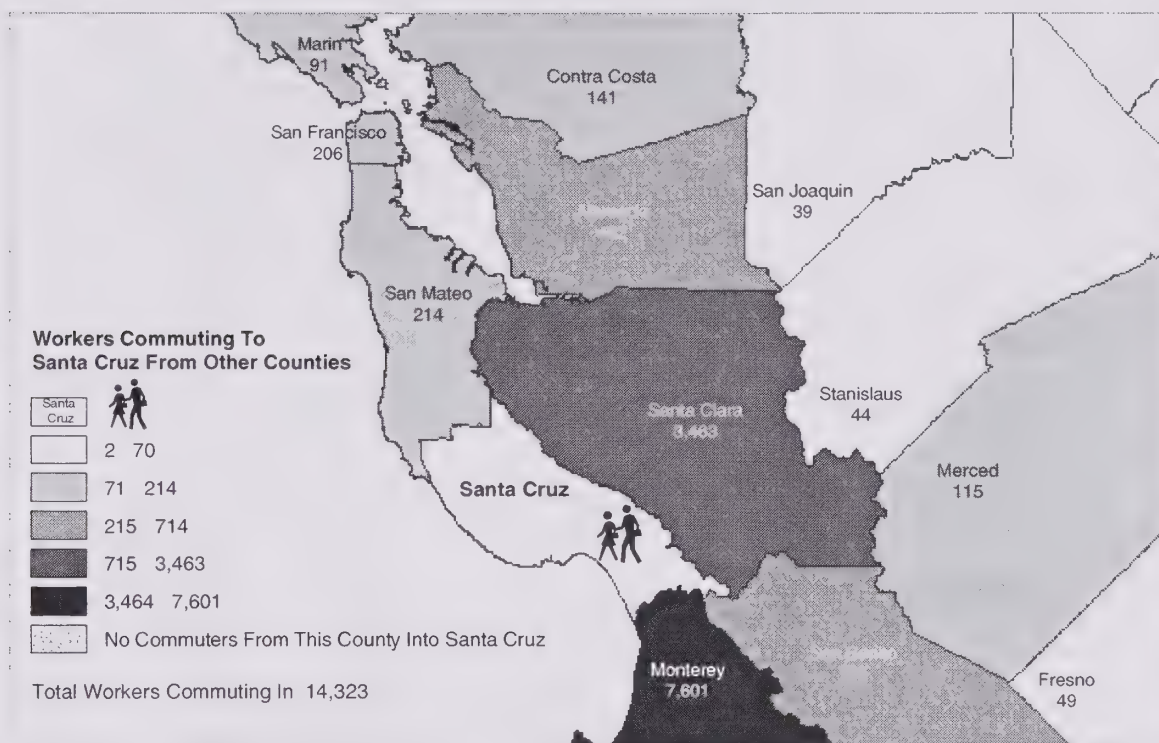 Marin
91
Contra Costa
141
San Francisco
206
San Joaquin
39
San Mateo
214
Workers Commuting To
Santa Cruz From Other Counties
Santa
Cruz
2 70
71 214
215 714
715 3,463
3,464 7,601
No Commuters From This County Into Santa Cruz
Total Workers Commuting In 14,323
Santa Clara
3,463
Stanislaus
44
Merced
115
Santa Cruz
Monterey
7,601
Fresno
49